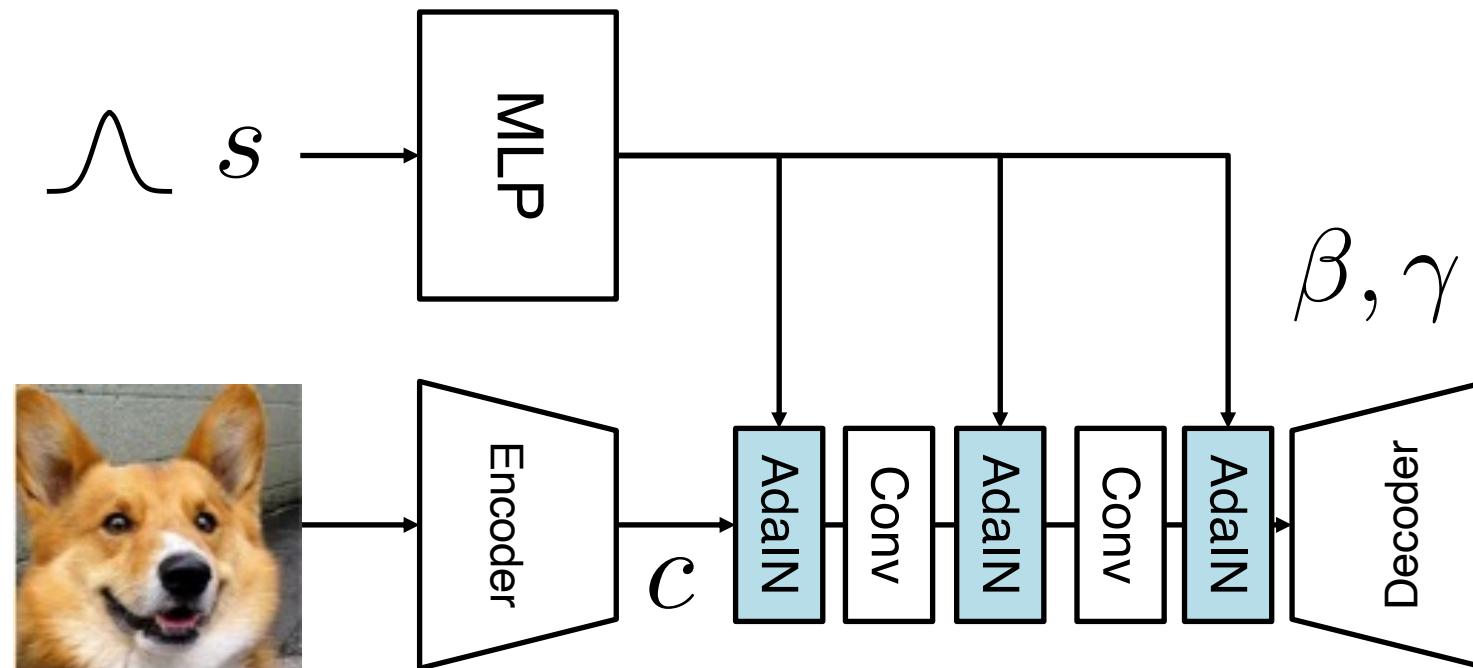 s
MLP
β, γ
Encoder
c
AdaIN
Conv
AdaIN
Conv
AdaIN
Decoder